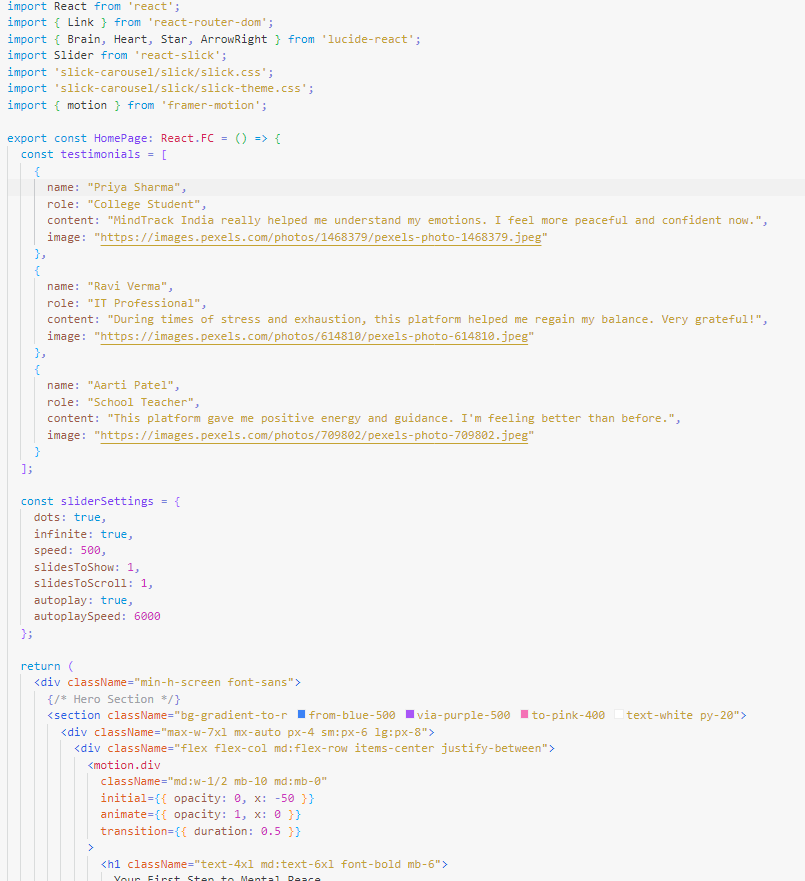 import React from 'react';
import { Link } from 'react-router-dom';
import { Brain, Heart, Star, ArrowRight } from 'lucide-react';
import Slider from 'react-slick';
import 'slick-carousel/slick/slick.css';
import 'slick-carousel/slick/slick-theme.css';
import { motion } from 'framer-motion';

export const HomePage: React.FC = () => {
  const testimonials = [
    {
      name: "Priya Sharma",
      role: "College Student",
      content: "MindTrack India really helped me understand my emotions. I feel more peaceful and confident now.",
      image: "https://images.pexels.com/photos/1468379/pexels-photo-1468379.jpeg"
    },
    {
      name: "Ravi Verma",
      role: "IT Professional",
      content: "During times of stress and exhaustion, this platform helped me regain my balance. Very grateful!",
      image: "https://images.pexels.com/photos/614810/pexels-photo-614810.jpeg"
    },
    {
      name: "Aarti Patel",
      role: "School Teacher",
      content: "This platform gave me positive energy and guidance. I'm feeling better than before.",
      image: "https://images.pexels.com/photos/709802/pexels-photo-709802.jpeg"
    }
  ];

  const sliderSettings = {
    dots: true,
    infinite: true,
    speed: 500,
    slidesToShow: 1,
    slidesToScroll: 1,
    autoplay: true,
    autoplaySpeed: 6000
  };

  return (
    <div className="min-h-screen font-sans">
      {/* Hero Section */}
      <section className="bg-gradient-to-r from-blue-500 via-purple-500 to-pink-400 text-white py-20">
        <div className="max-w-7xl mx-auto px-4 sm:px-6 lg:px-8">
          <div className="flex flex-col md:flex-row items-center justify-between">
            <motion.div
              className="md:w-1/2 mb-10 md:mb-0"
              initial={{ opacity: 0, x: -50 }}
              animate={{ opacity: 1, x: 0 }}
              transition={{ duration: 0.5 }}
            >
              <h1 className="text-4xl md:text-6xl font-bold mb-6">
                Your First Step to Mental Peace